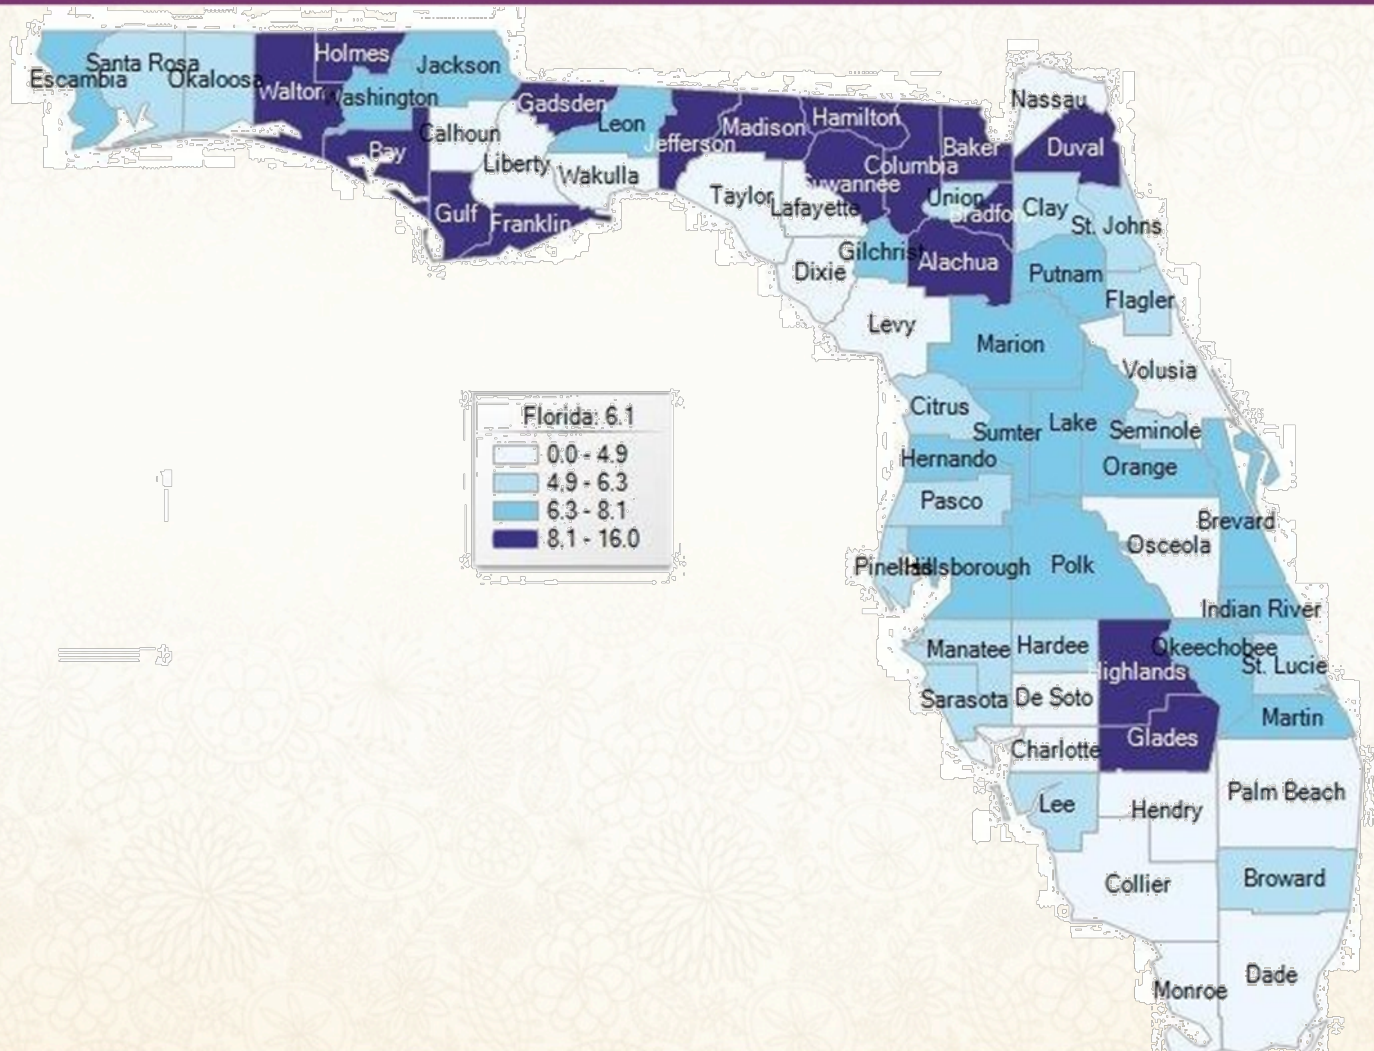 Holmes
Jackson
Santa Rosa
Escambia
Okaloosa
Walton
Washington
Gadsden
Leon
Calhoun
Bay
Liberty
Wakulla
Gulf
Franklin
Jefferson
Madison
Hamilton
Columbia
Suwannee
Baker
Nassau
Duval
Taylor
Lafayette
Union
Bradford
Clay
St. Johns
Gilchrist
Dixie
Alachua
Putnam
Flagler
Levy
Marion
Volusia
Citrus
Sumter
Lake
Seminole
Hernando
Orange
Pasco
Brevard
Osceola
Pinellas
Hillsborough
Polk
Indian River
Manatee
Hardee
Okeechobee
St. Lucie
Highlands
Sarasota
De Soto
Martin
Charlotte
Glades
Lee
Hendry
Palm Beach
Collier
Broward
Monroe
Dade
Florida: 6.1
0.0 - 4.9
4.9 - 6.3
6.3 - 8.1
8.1 - 16.0